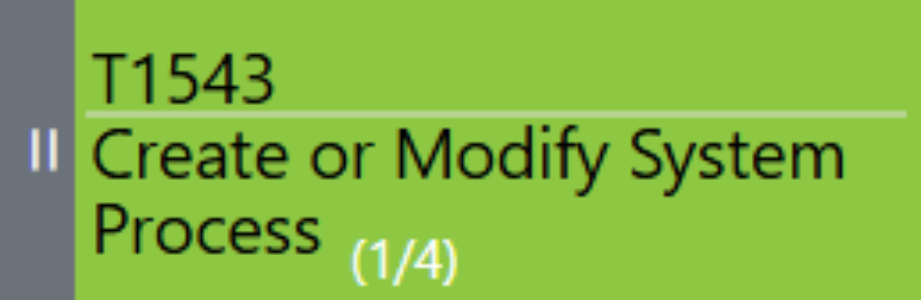 T1543
Create or Modify System
Process (1/4)